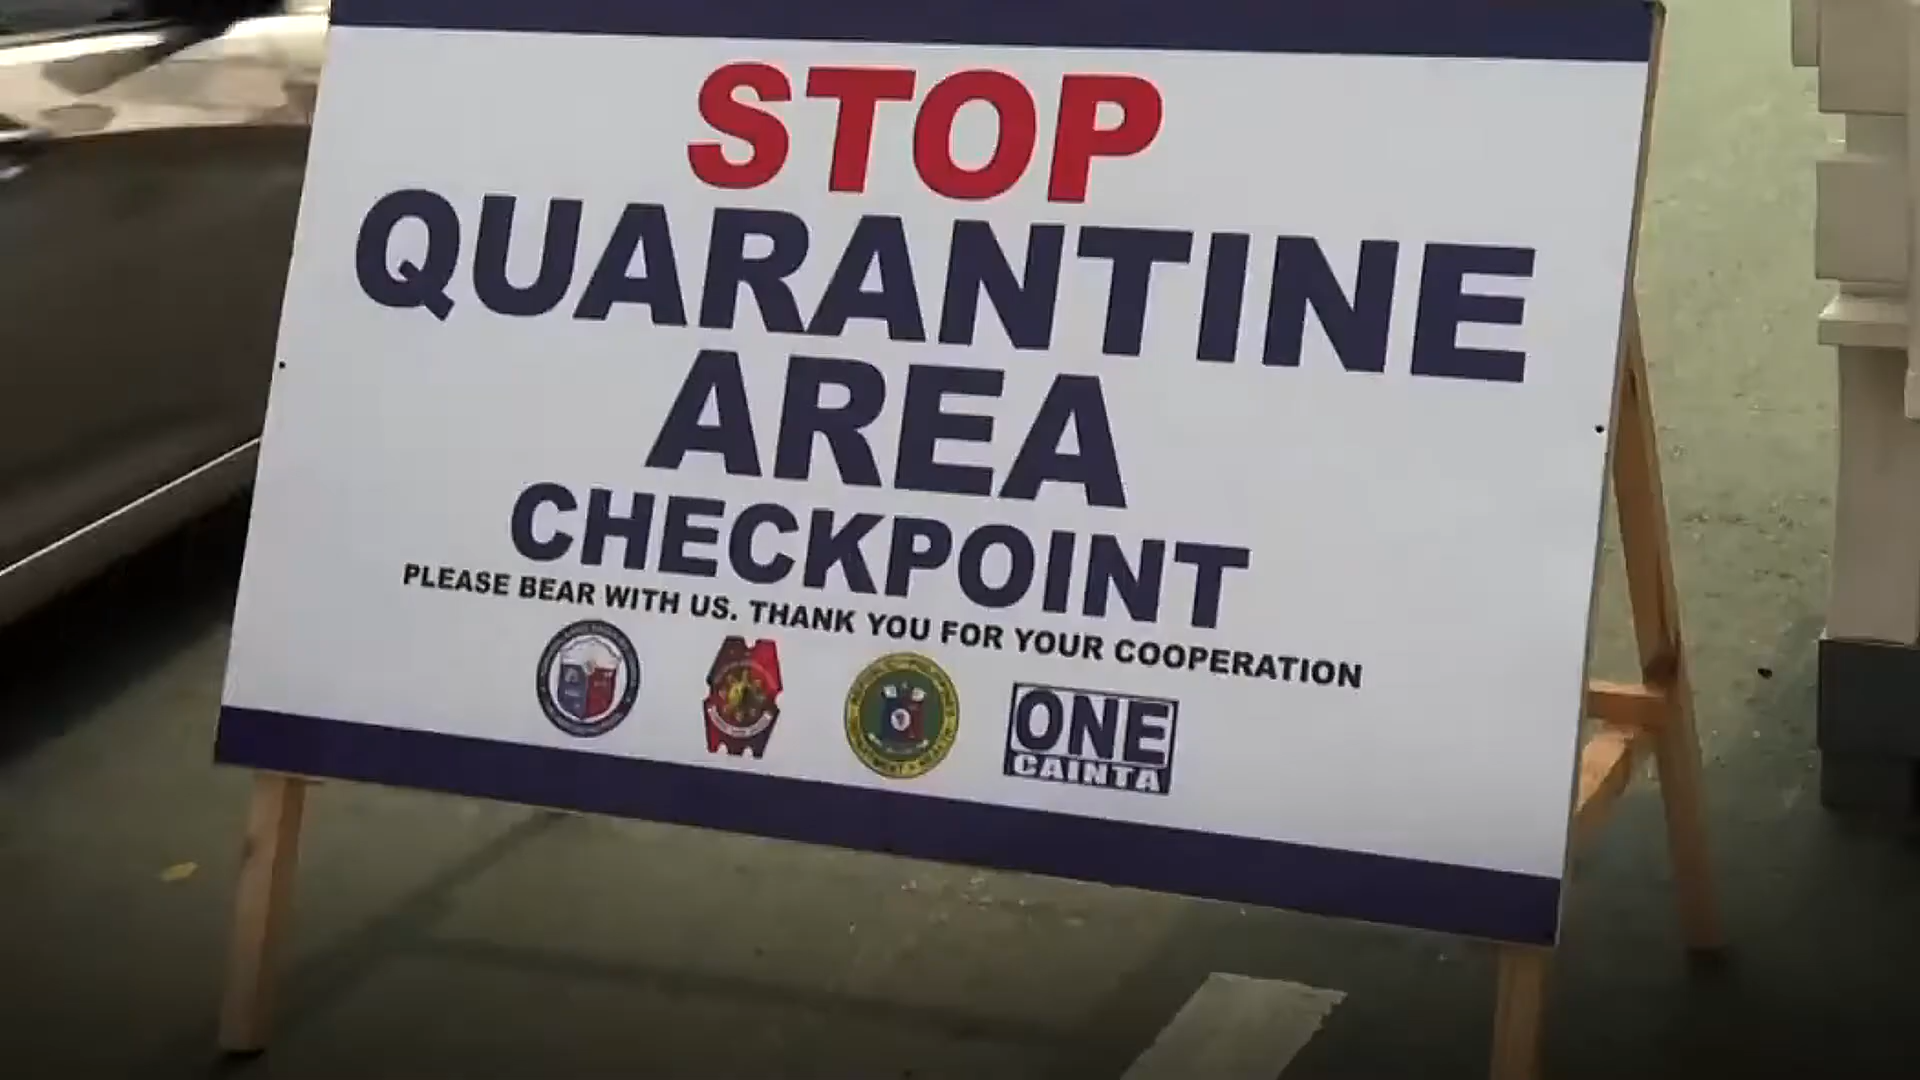 STOP
QUARANTINE
AREA
CHECKPOINT
PLEASE BEAR WITH US. THANK YOU FOR YOUR COOPERATION
ONE
CAINTA